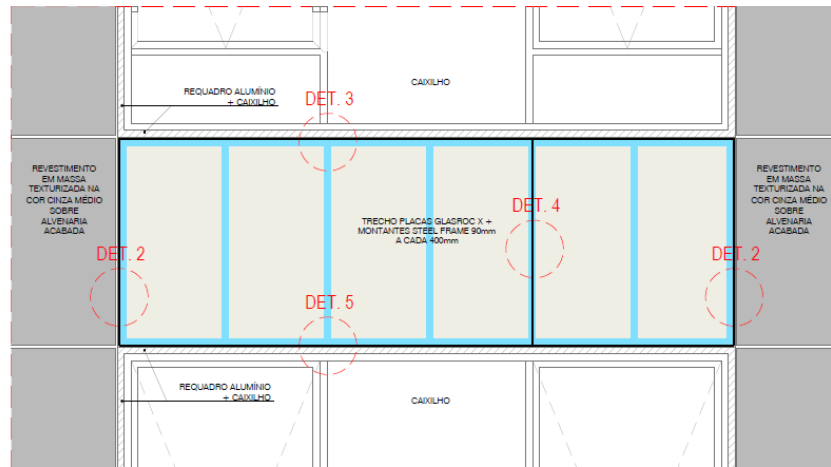 CAIXILHO
REQUADRO ALUMÍNIO
+ CAIXILHO
DET. 3
REVESTIMENTO
EM MASSA
TEXTURIZADA NA
COR CINZA MÉDIO
SOBRE
ALVENARIA
ACABADA
TRECHO PLACAS GLASROC X +
MONTANTES STEEL FRAME 90mm
A CADA 400mm
DET. 4
REVESTIMENTO
EM MASSA
TEXTURIZADA NA
COR CINZA MÉDIO
SOBRE
ALVENARIA
ACABADA
DET. 2
DET. 2
DET. 5
REQUADRO ALUMÍNIO
+ CAIXILHO
CAIXILHO